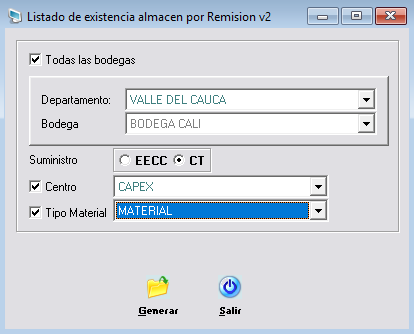 Listado de existencia almacen por Remision v2
Todas las bodegas
Departamento: VALLE DEL CAUCA
Bodega BODEGA CALI
Suministro EECC CT
Centro CAPEX
Tipo Material MATERIAL
Generar Salir